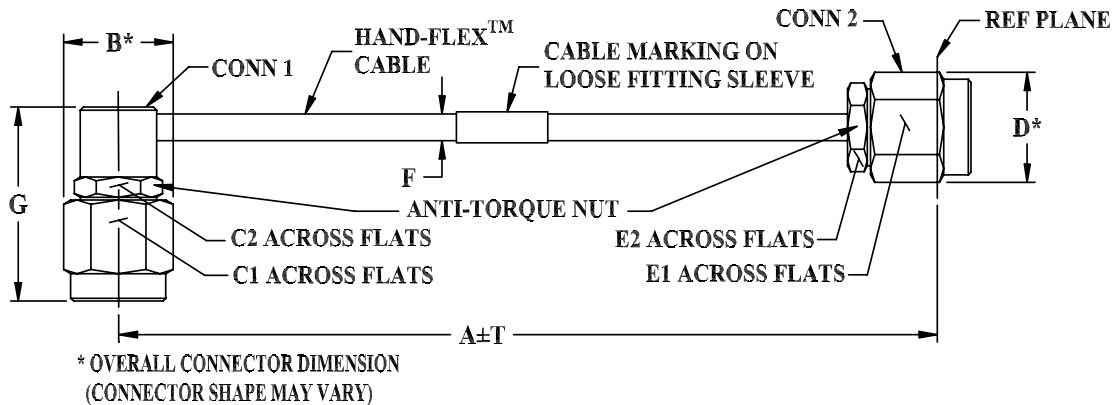 B*
CONN 1
HAND-FLEX™
CABLE
CABLE MARKING ON
LOOSE FITTING SLEEVE
CONN 2
REF PLANE
D*
F
G
ANTI-TORQUE NUT
C2 ACROSS FLATS
C1 ACROSS FLATS
E2 ACROSS FLATS
E1 ACROSS FLATS
A±T
* OVERALL CONNECTOR DIMENSION
(CONNECTOR SHAPE MAY VARY)